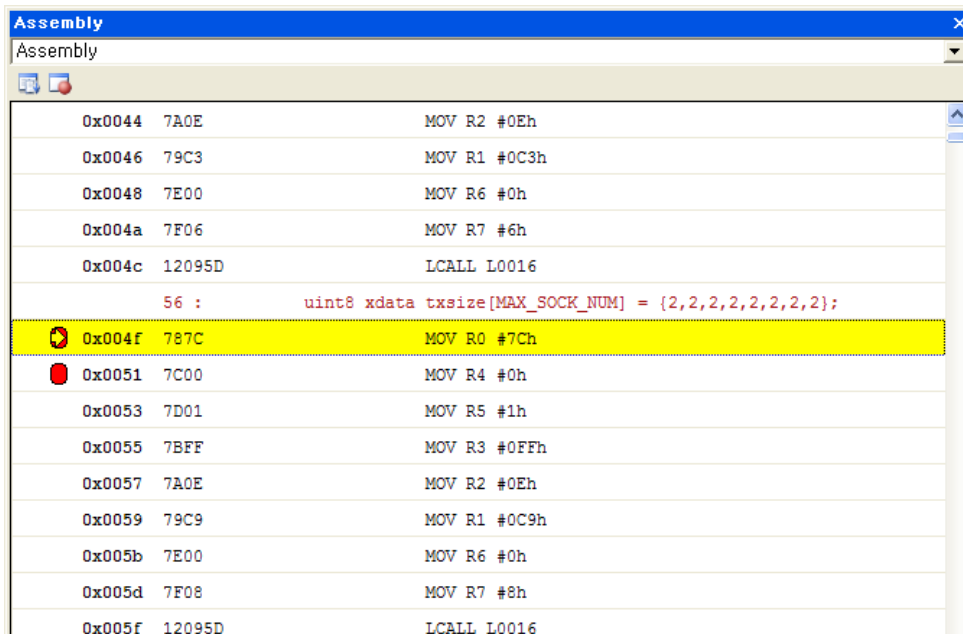 Assembly
Assembly
0x0044 7A0E MOV R2 #0Eh
0x0046 79C3 MOV R1 #0C3h
0x0048 7E00 MOV R6 #0h
0x004a 7F06 MOV R7 #6h
0x004c 12095D LCALL L0016
56 : uint8 xdata txsize[MAX_SOCK_NUM] = {2,2,2,2,2,2,2,2};
0x004f 787C MOV R0 #7Ch
0x0051 7C00 MOV R4 #0h
0x0053 7D01 MOV R5 #1h
0x0055 7BFF MOV R3 #0FFh
0x0057 7A0E MOV R2 #0Eh
0x0059 79C9 MOV R1 #0C9h
0x005b 7E00 MOV R6 #0h
0x005d 7F08 MOV R7 #8h
0x005f 12095D LCALL L0016